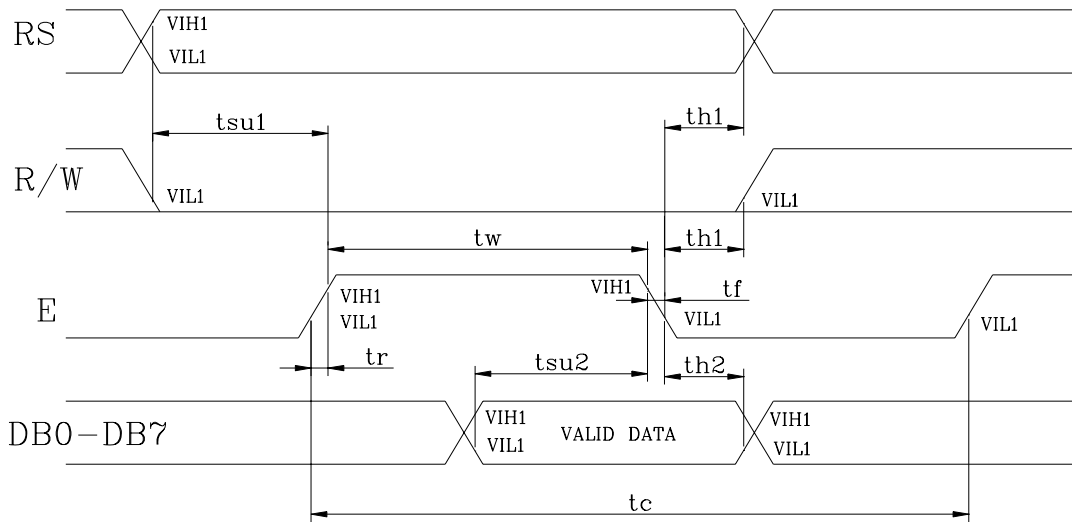 RS
VIH1
VIL1
tsu1
th1
R/W
VIL1
VIL1
tw
th1
E
VIH1
VIL1
VIH1
tf
VIL1
VIL1
tr
tsu2
th2
DB0-DB7
VIH1
VIL1
VALID DATA
VIH1
VIL1
tc